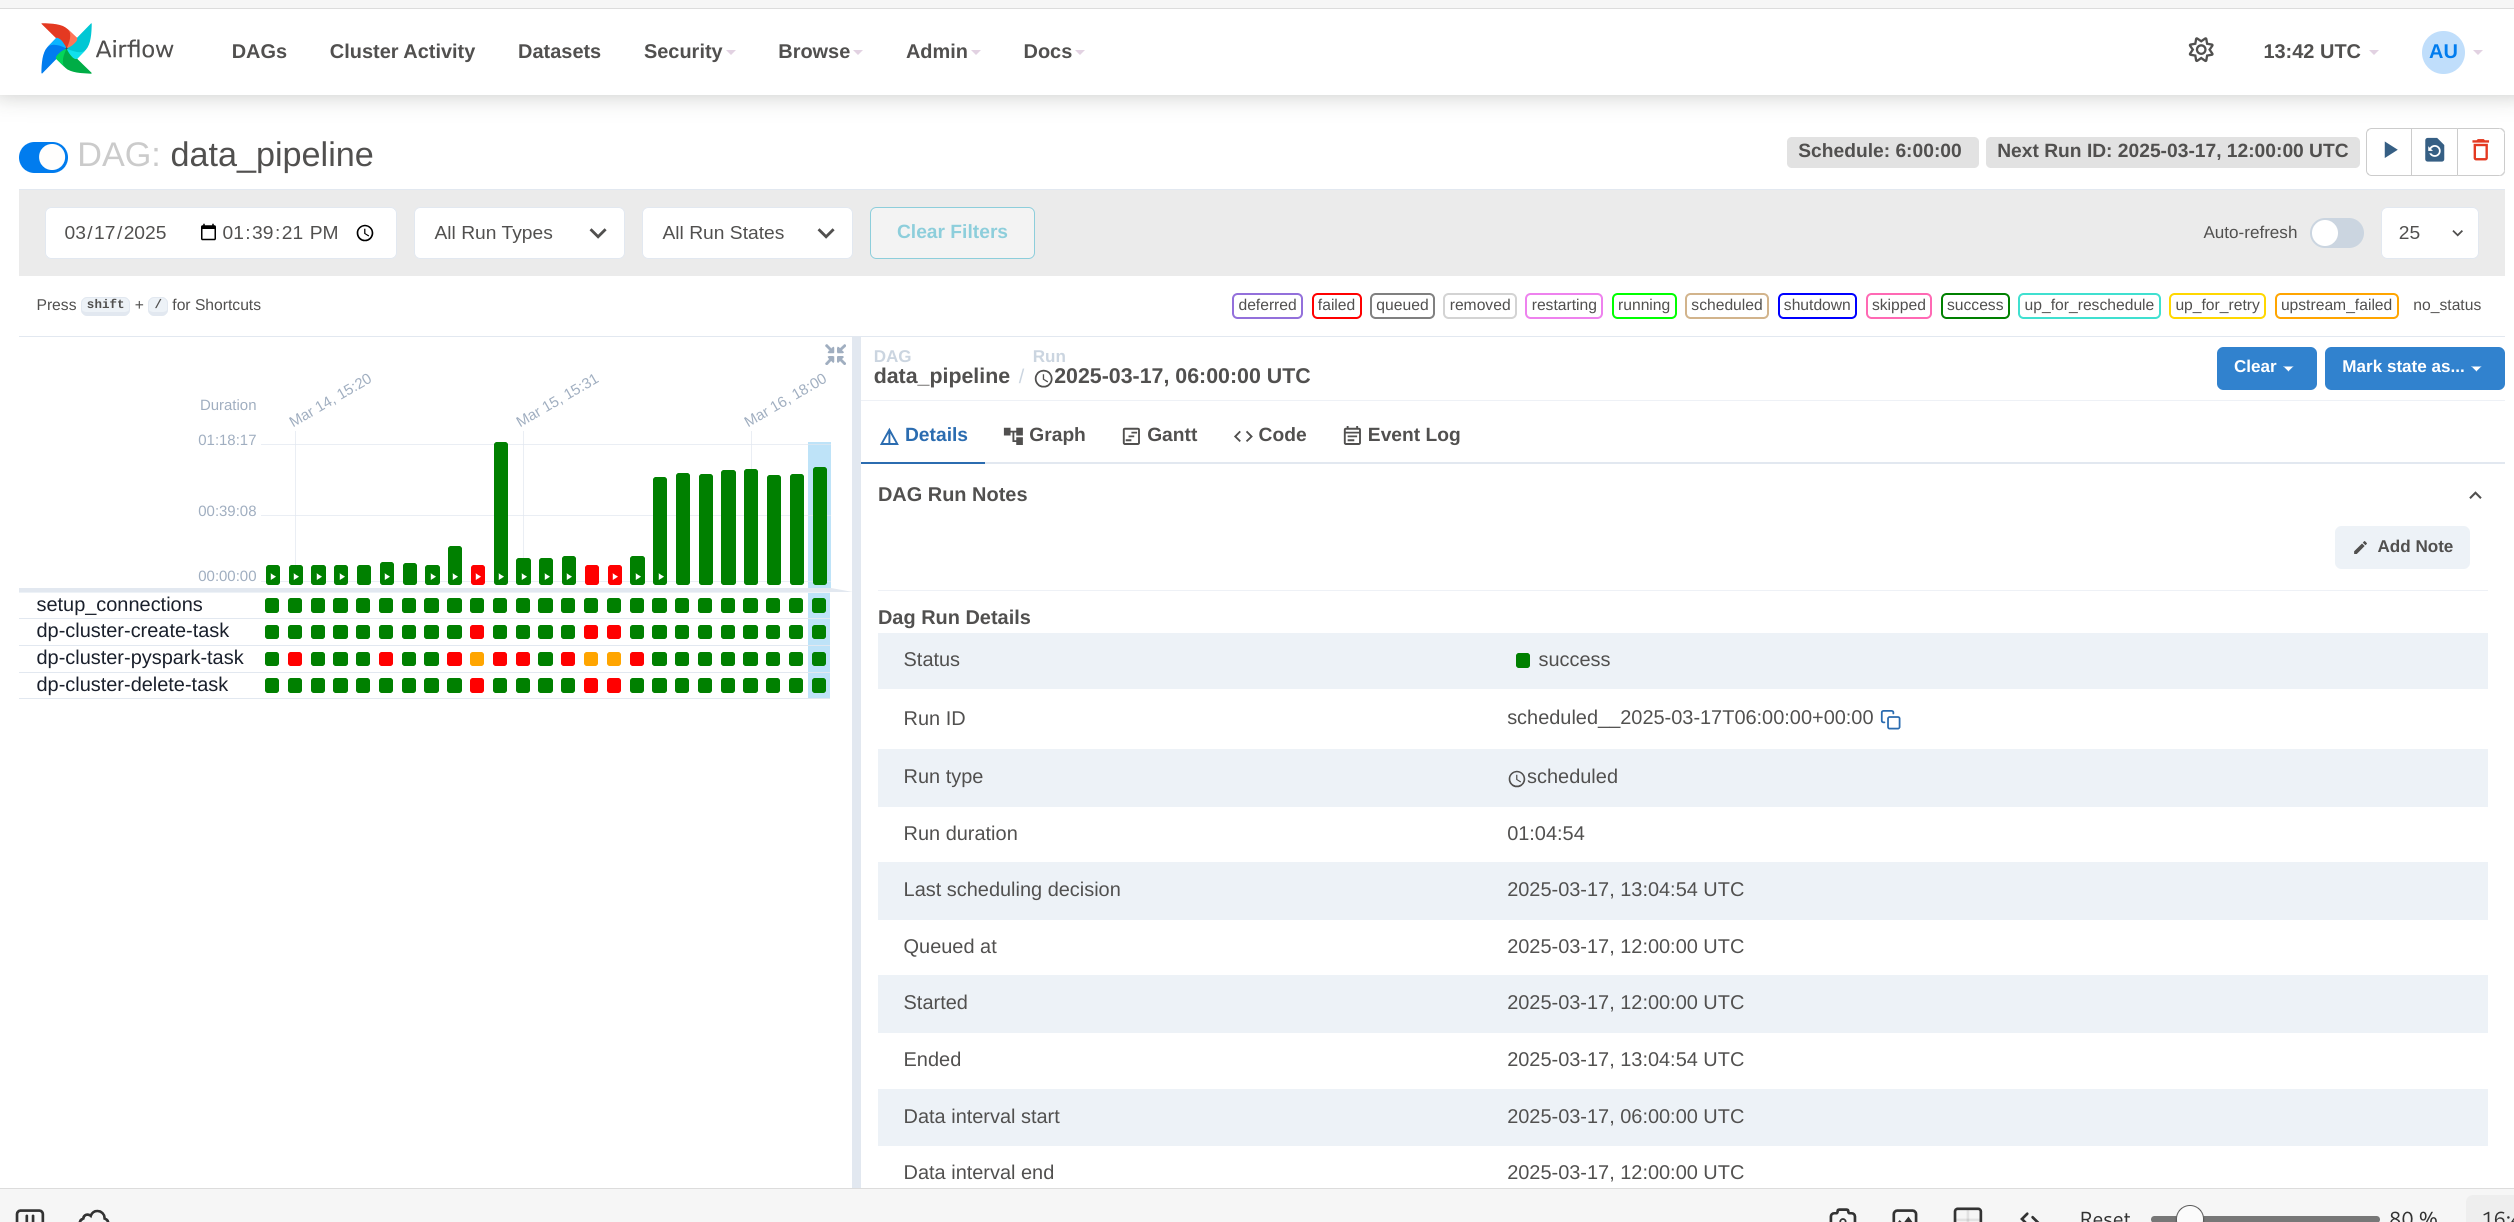 Airflow DAGs Cluster Activity Datasets Security Browse Admin Docs 13:42 UTC AU
DAG: data_pipeline Schedule: 6:00:00 Next Run ID: 2025-03-17, 12:00:00 UTC
03/17/2025 01:39:21 PM All Run Types All Run States Clear Filters Auto-refresh 25
Press shift + / for Shortcuts deferred failed queued removed restarting running scheduled shutdown skipped success up_for_reschedule up_for_retry upstream_failed no_status
Duration
Mar 14, 15:20
Mar 15, 15:31
Mar 16, 18:00
01:18:17
00:39:08
00:00:00
setup_connections
dp-cluster-create-task
dp-cluster-pyspark-task
dp-cluster-delete-task
DAG Run
data_pipeline / 2025-03-17, 06:00:00 UTC Clear Mark state as...
Details Graph Gantt Code Event Log
DAG Run Notes
Add Note
Dag Run Details
Status success
Run ID scheduled__2025-03-17T06:00:00+00:00
Run type scheduled
Run duration 01:04:54
Last scheduling decision 2025-03-17, 13:04:54 UTC
Queued at 2025-03-17, 12:00:00 UTC
Started 2025-03-17, 12:00:00 UTC
Ended 2025-03-17, 13:04:54 UTC
Data interval start 2025-03-17, 06:00:00 UTC
Data interval end 2025-03-17, 12:00:00 UTC
Reset 80 %